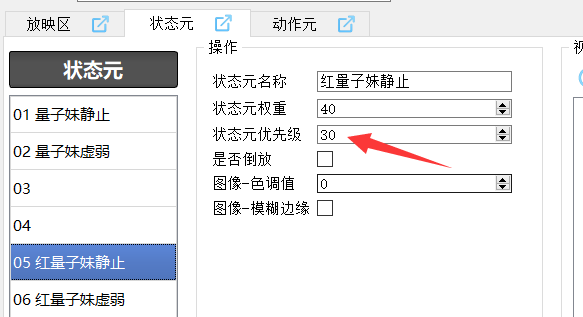 放映区 状态元 动作元
状态元
01 量子妹静止
02 量子妹虚弱
03
04
05 红量子妹静止
06 红量子妹虚弱
操作
状态元名称 红量子妹静止
状态元权重 40
状态元优先级 30
是否倒放
图像-色调值 0
图像-模糊边缘